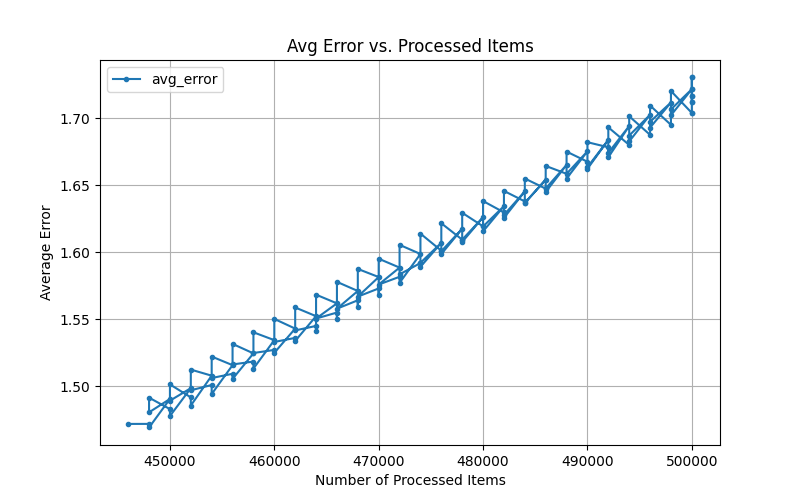 Avg Error vs. Processed Items
avg_error
Average Error
1.70
1.65
1.60
1.55
1.50
450000 460000 470000 480000 490000 500000
Number of Processed Items